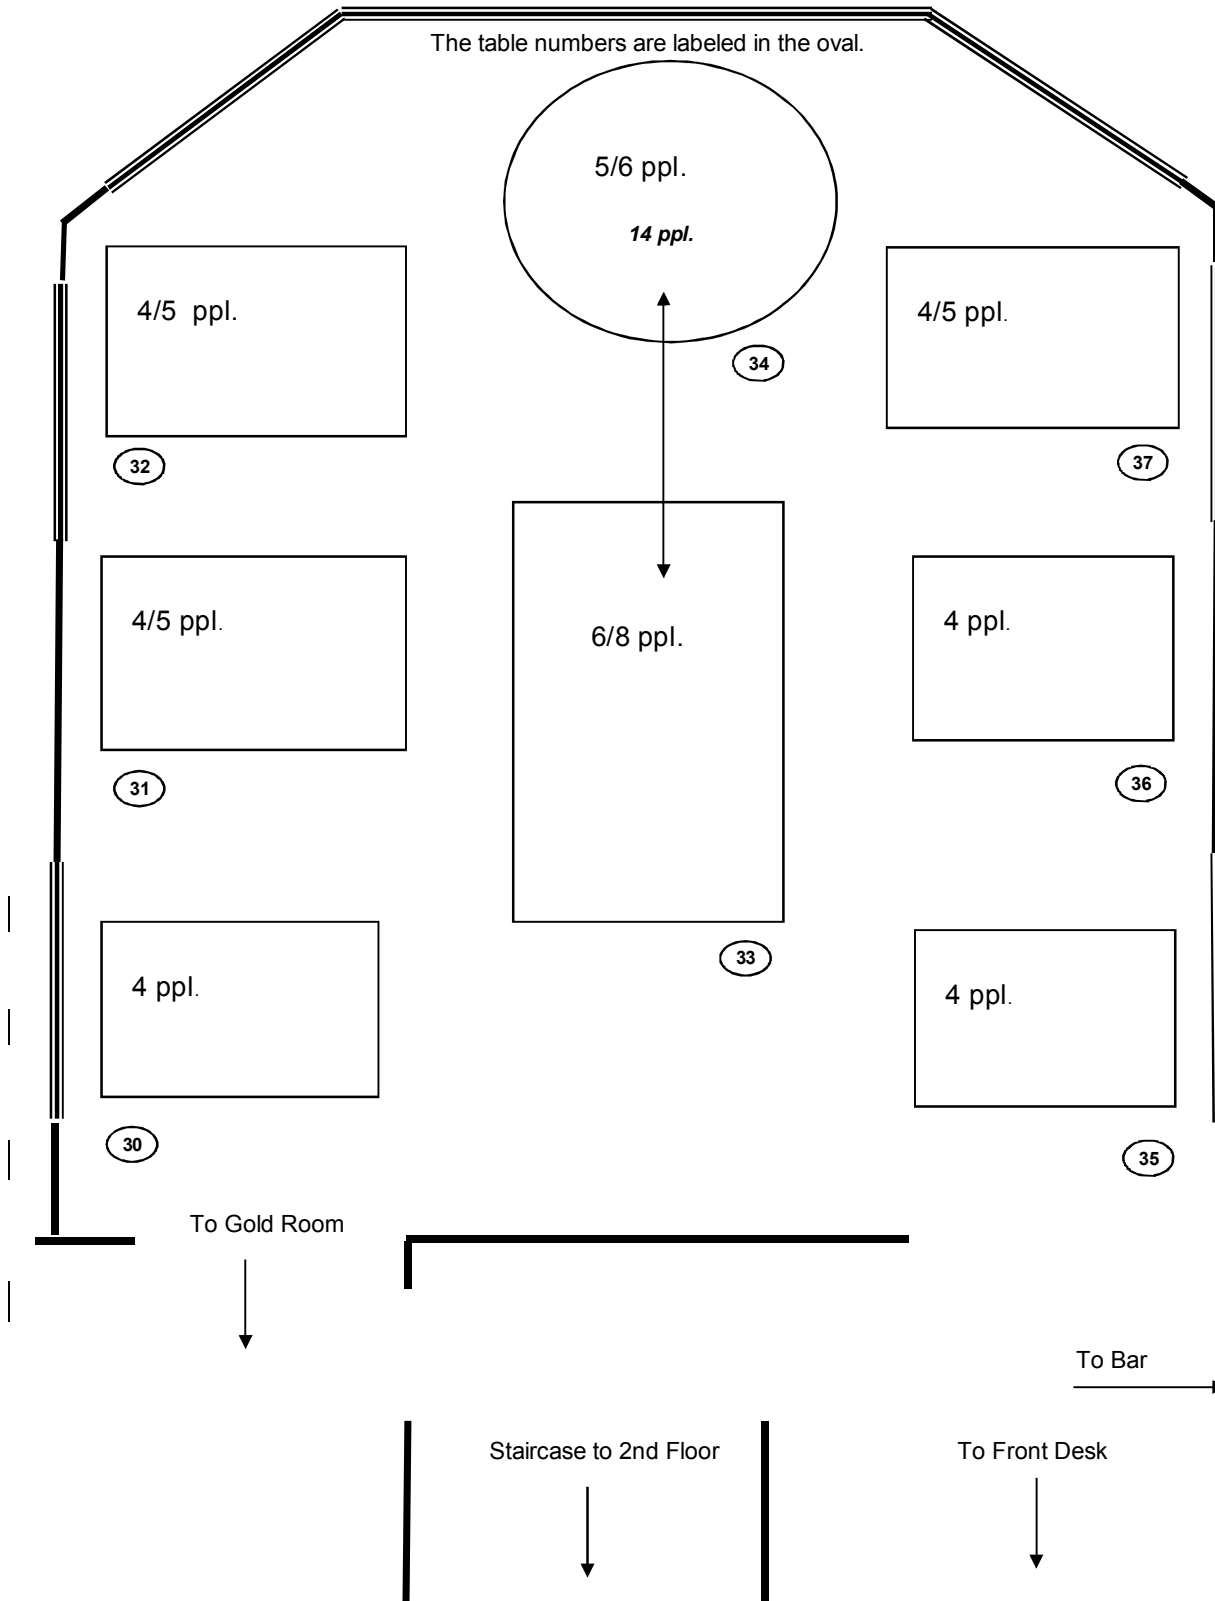 The table numbers are labeled in the oval.
5/6 ppl.
14 ppl.
4/5 ppl.
4/5 ppl.
34
32
37
4/5 ppl.
4 ppl.
6/8 ppl.
31
36
33
4 ppl.
4 ppl.
30
35
To Gold Room
To Bar
Staircase to 2nd Floor
To Front Desk